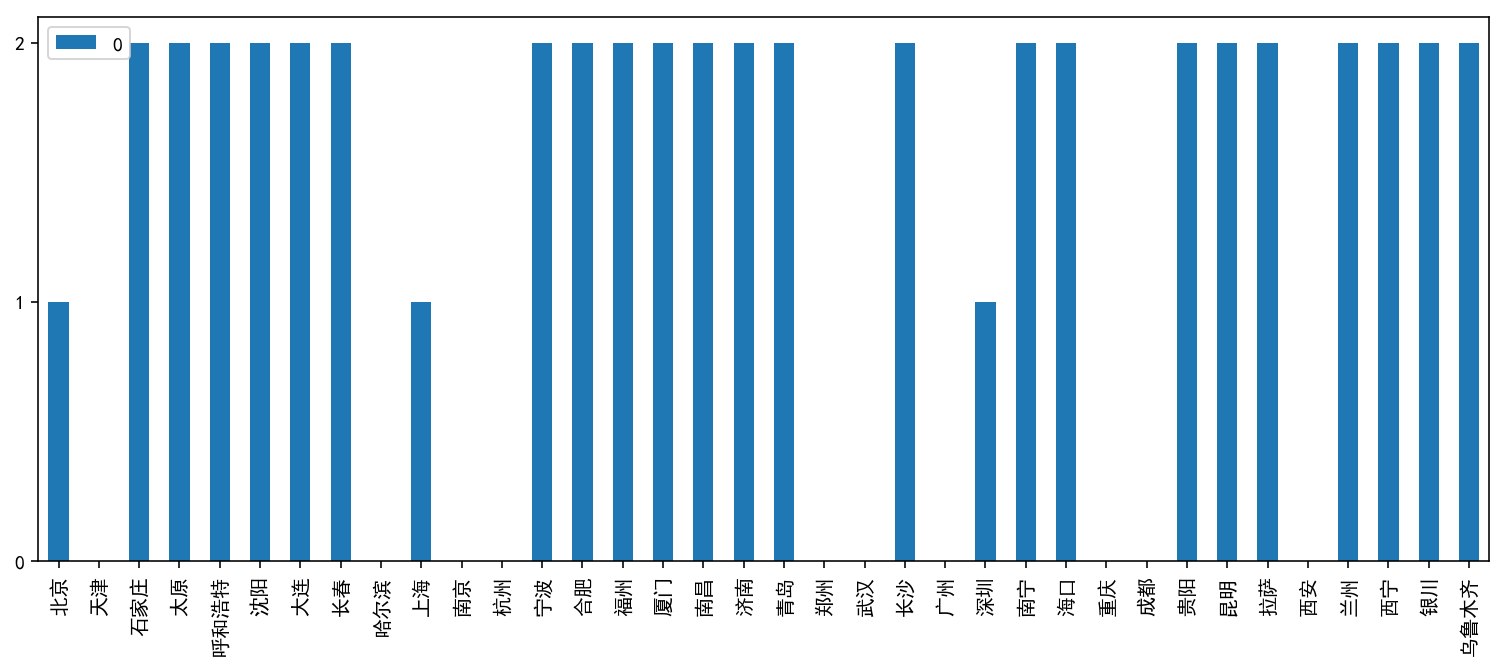 0
2
1
0
北京
天津
石家庄
太原
呼和浩特
沈阳
大连
长春
哈尔滨
上海
南京
杭州
宁波
合肥
福州
厦门
南昌
济南
青岛
郑州
武汉
长沙
广州
深圳
南宁
海口
重庆
成都
贵阳
昆明
拉萨
西安
兰州
西宁
银川
乌鲁木齐